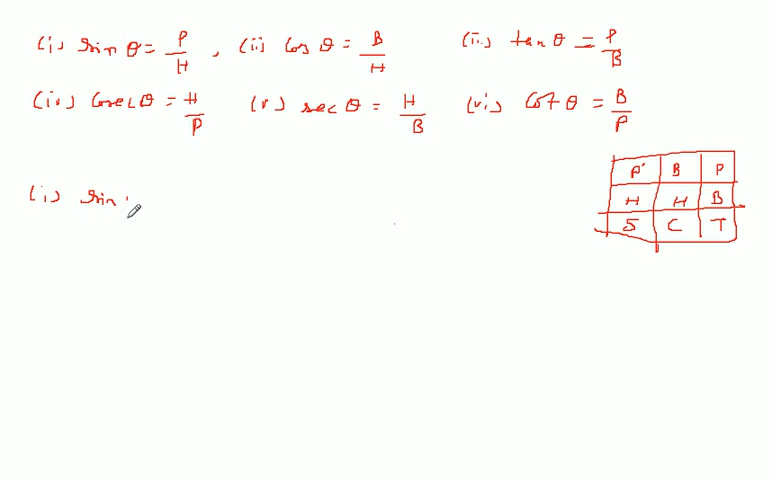 (i) sin θ = P/H , (ii) cos θ = B/H (iii) tan θ = P/B
(iv) cosec θ = H/P (v) sec θ = H/B (vi) cot θ = B/P
P B P
H H B
S C T
(i) sin